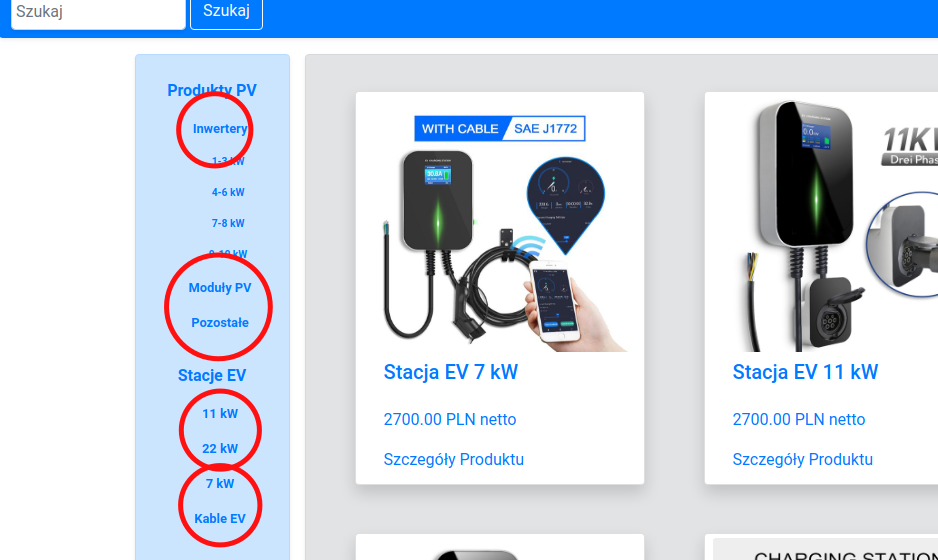 Szukaj
Szukaj
Produkty PV
Inwertery
1-3 kW
4-6 kW
7-8 kW
9-10 kW
Moduły PV
Pozostałe
Stacje EV
11 kW
22 kW
7 kW
Kable EV
WITH CABLE SAE J1772
Stacja EV 7 kW
2700.00 PLN netto
Szczegóły Produktu
Drei Phas
Stacja EV 11 kW
2700.00 PLN netto
Szczegóły Produktu
CHARGING STATION